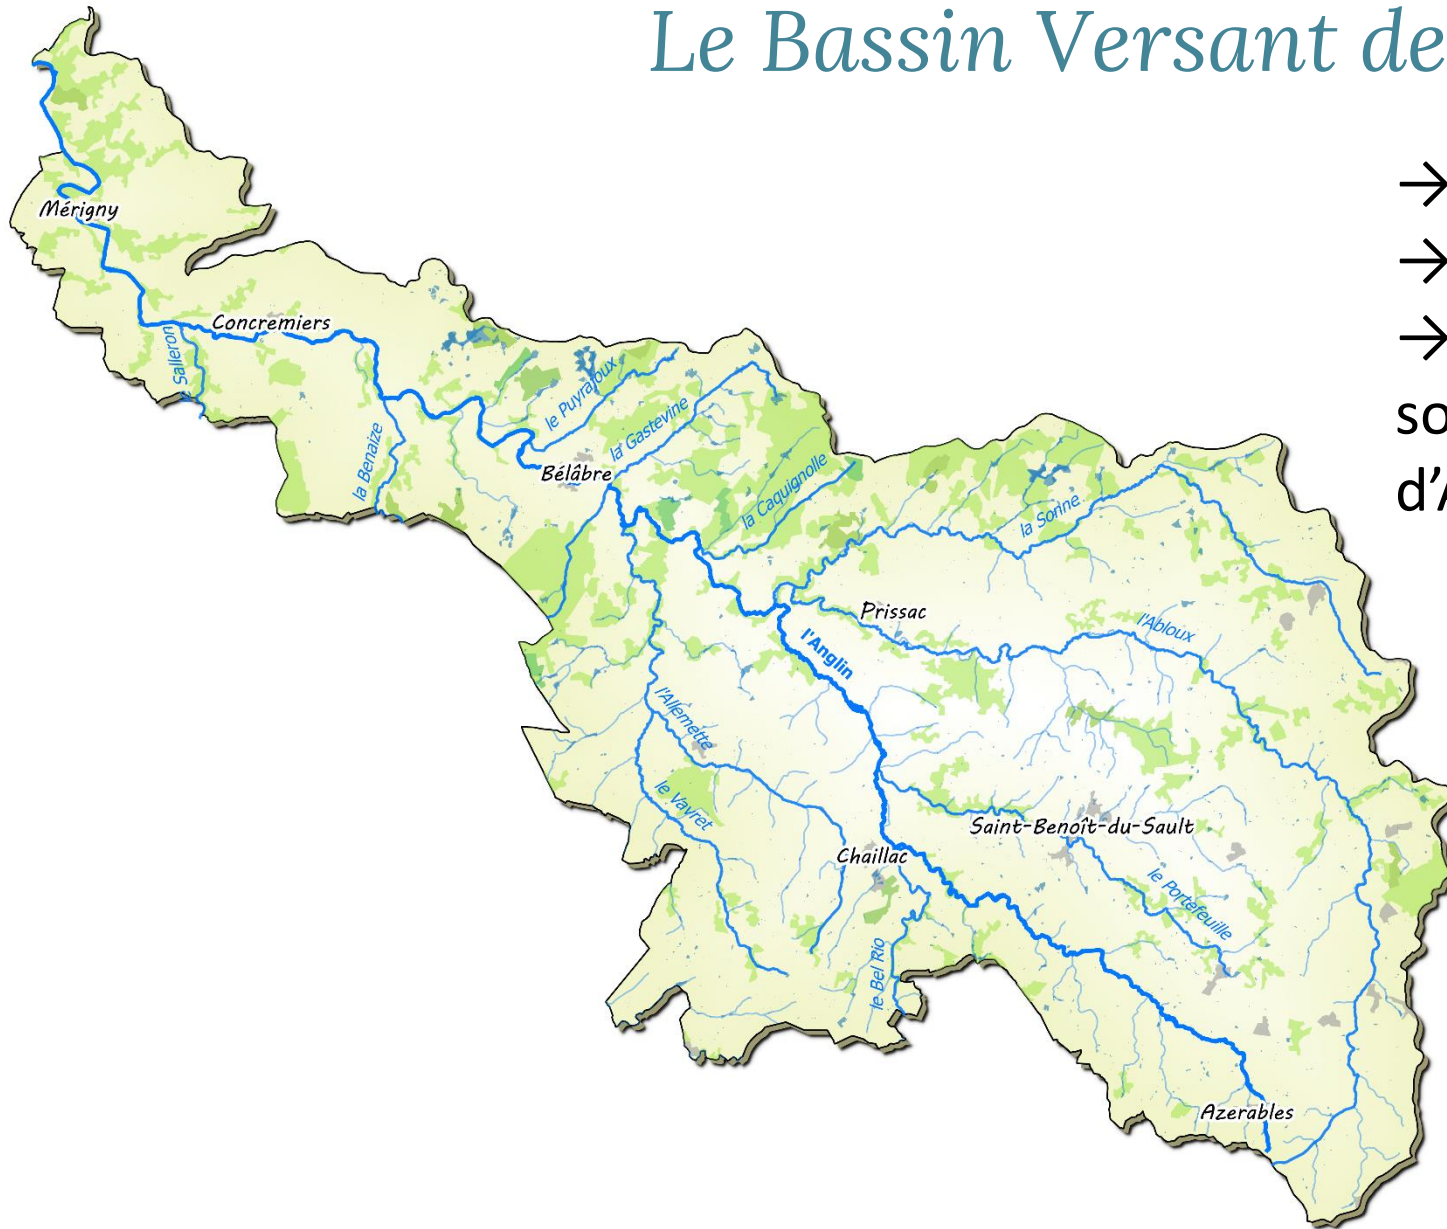 Le Bassin Versant de
→
→
→
so
d'A
Mérigny
Concremiers
le Salleron
le Puyrajoux
la Gastevine
la Benaize
Bélâbre
la Caquignolle
la Sonne
Prissac
l'Abloux
l'Anglin
l'Allemette
le Vavret
Saint-Benoît-du-Sault
Chaillac
le Portefeuille
le Bel Rio
Azerables